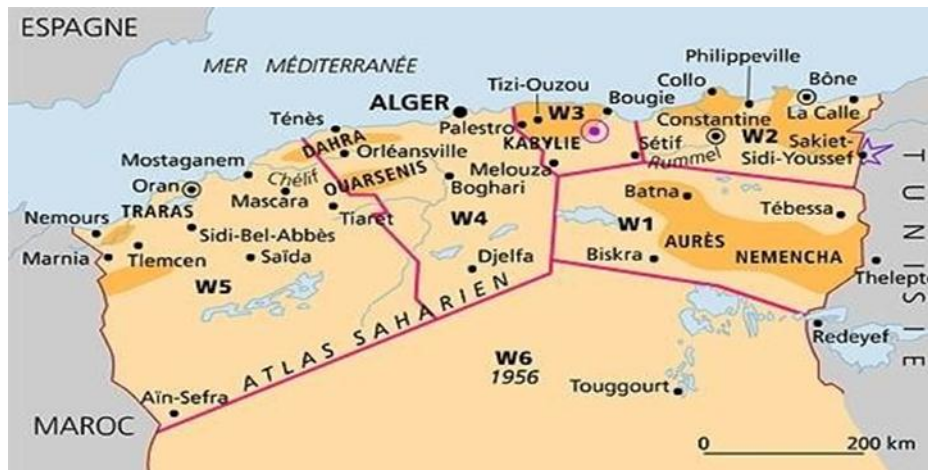 ESPAGNE
MER MÉDITERRANÉE
Philippeville
Tizi-Ouzou
Collo
Bône
ALGER
Bougie
Ténès
W3
Constantine
La Calle
Palestro
KABYLIE
Sétif
W2
Sakiet-
Sidi-Youssef
DAHRA
Orléansville
Rummel
Mostaganem
Chélif
OUARSENIS
Melouza
Oran
Mascara
Boghari
Batna
Nemours
TRARAS
Tiaret
W4
W1
Tébessa
Sidi-Bel-Abbès
AURÈS
Marnia
Tlemcen
Saïda
Djelfa
Biskra
NEMENCHA
Thelepte
W5
TUNISIE
Redeyef
ATLAS SAHARIEN
W6
1956
Touggourt
Aïn-Sefra
MAROC
0
200 km